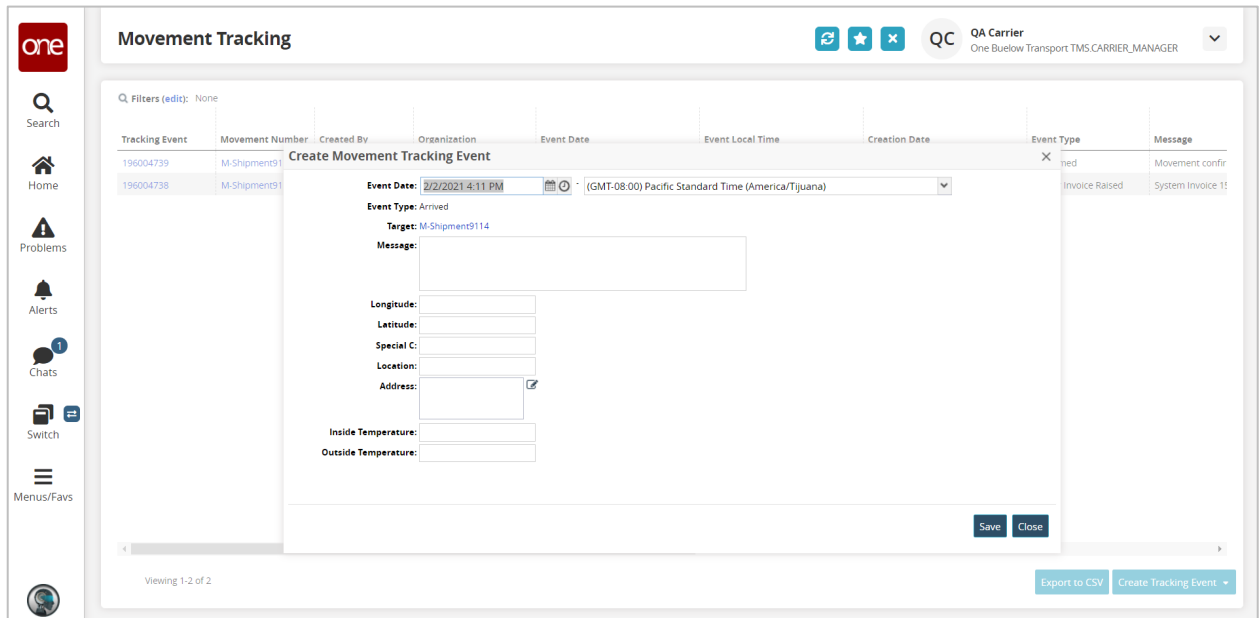 one
Movement Tracking
QC
QA Carrier
One Buelow Transport TMS.CARRIER_MANAGER
Search
Home
Problems
Alerts
1
Chats
Switch
Menus/Favs
Filters (edit): None
Tracking Event Movement Number Created By Organization Event Date Event Local Time Creation Date Event Type Message
196004739 M-Shipment91 Movement confir
196004738 M-Shipment91 Invoice Raised System Invoice 15
Create Movement Tracking Event
Event Date: 2/2/2021 4:11 PM - (GMT-08:00) Pacific Standard Time (America/Tijuana)
Event Type: Arrived
Target: M-Shipment9114
Message:
Longitude:
Latitude:
Special C:
Location:
Address:
Inside Temperature:
Outside Temperature:
Save Close
Viewing 1-2 of 2
Export to CSV Create Tracking Event